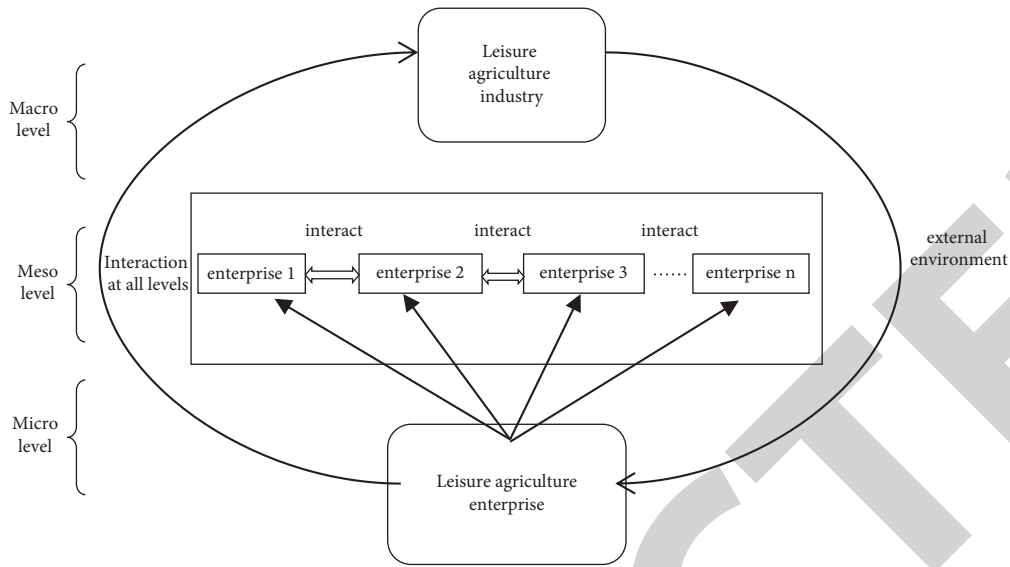 Leisure
agriculture
industry
Macro
level
interact
interact
interact
Meso
level
Interaction
at all levels
enterprise 1
enterprise 2
enterprise 3
......
enterprise n
external
environment
Micro
level
Leisure agriculture
enterprise